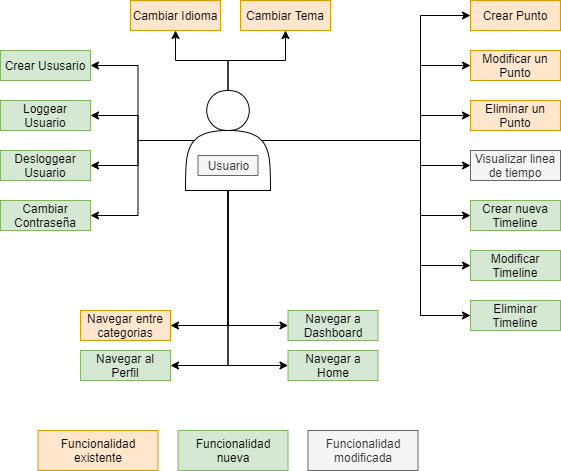 Cambiar Idioma
Cambiar Tema
Crear Punto
Crear Ususario
Modificar un
Punto
Loggear
Usuario
Eliminar un
Punto
Desloggear
Usuario
Usuario
Visualizar linea
de tiempo
Cambiar
Contraseña
Crear nueva
Timeline
Modificar
Timeline
Navegar entre
categorias
Navegar a
Dashboard
Eliminar
Timeline
Navegar al
Perfil
Navegar a
Home
Funcionalidad
existente
Funcionalidad
nueva
Funcionalidad
modificada